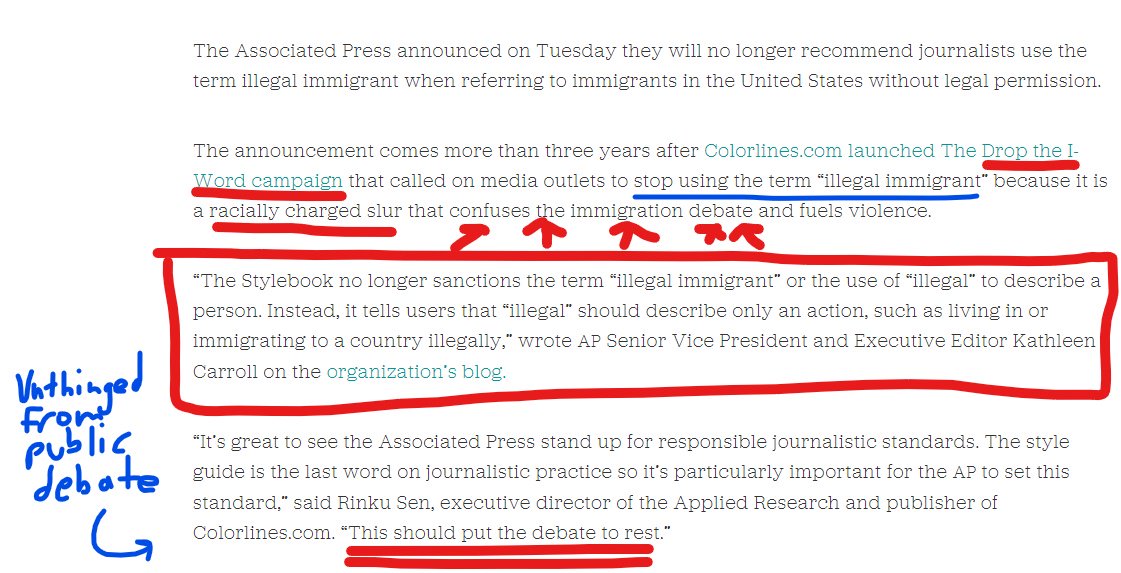 The Associated Press announced on Tuesday they will no longer recommend journalists use the
term illegal immigrant when referring to immigrants in the United States without legal permission.
The announcement comes more than three years after Colorlines.com launched The Drop the I-
Word campaign that called on media outlets to stop using the term “illegal immigrant” because it is
a racially charged slur that confuses the immigration debate and fuels violence.
“The Stylebook no longer sanctions the term “illegal immigrant” or the use of “illegal” to describe a
person. Instead, it tells users that “illegal” should describe only an action, such as living in or
immigrating to a country illegally,” wrote AP Senior Vice President and Executive Editor Kathleen
Carroll on the organization’s blog.
Unthinged
From
public
debate
“It’s great to see the Associated Press stand up for responsible journalistic standards. The style
guide is the last word on journalistic practice so it’s particularly important for the AP to set this
standard,” said Rinku Sen, executive director of the Applied Research and publisher of
Colorlines.com. “This should put the debate to rest.”